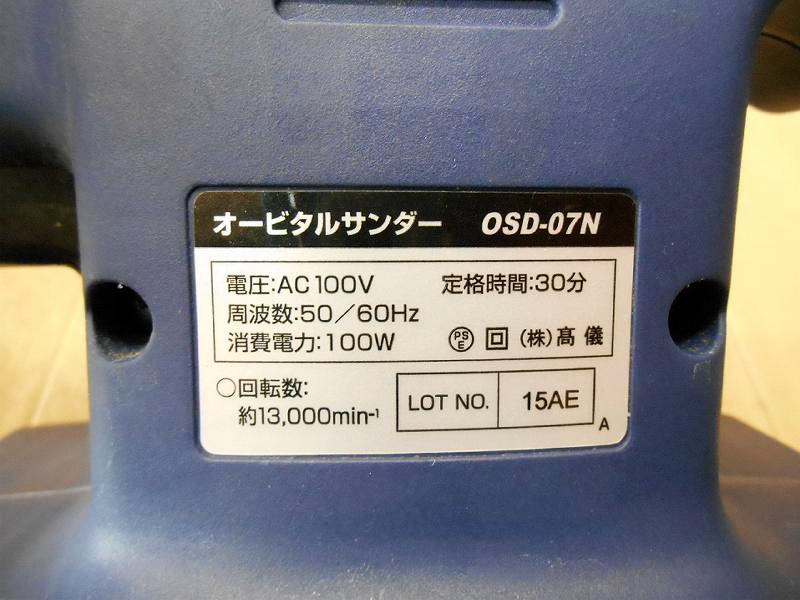 オービタルサンダー OSD-07N
電圧:AC100V 定格時間:30分
周波数:50／60Hz
消費電力:100W PSE 回 (株)髙儀
○回転数:
約13,000min-1
LOT NO. 15AE
A